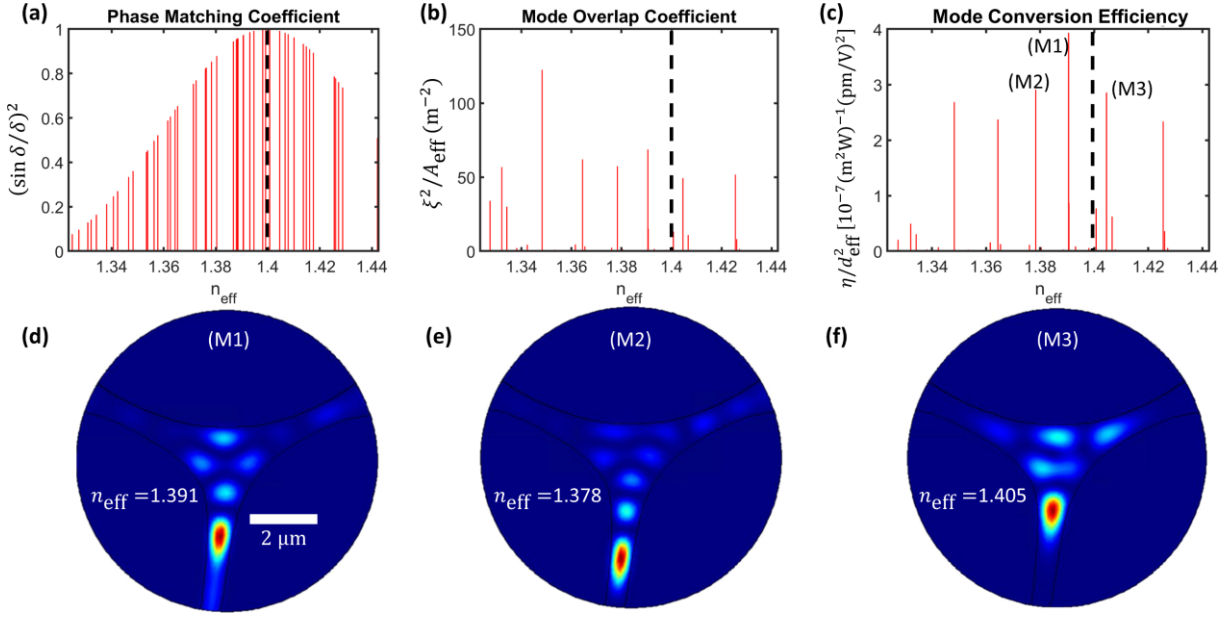 (a) Phase Matching Coefficient
(sin δ/δ)²
1
0.8
0.6
0.4
0.2
0
1.34 1.36 1.38 1.4 1.42 1.44
n_eff
(b) Mode Overlap Coefficient
ξ²/A_eff (m⁻²)
150
100
50
0
1.34 1.36 1.38 1.4 1.42 1.44
n_eff
(c) Mode Conversion Efficiency
η/d²_eff [10⁻⁷(m²W)⁻¹(pm/V)²]
4
3
2
1
0
(M1)
(M2)
(M3)
1.34 1.36 1.38 1.4 1.42 1.44
n_eff
(d)
(M1)
n_eff =1.391
2 μm
(e)
(M2)
n_eff =1.378
(f)
(M3)
n_eff =1.405